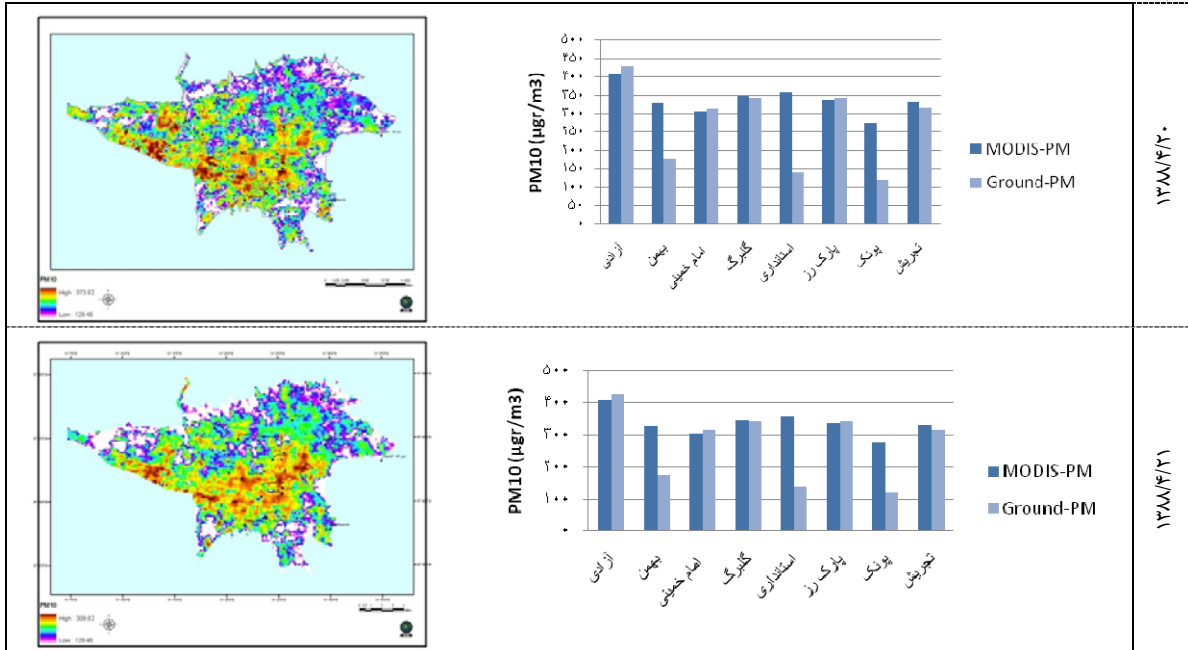 PM10
High : 373.83
Low : 129.46
PM10 (µgr/m3)
۵۰۰
۴۵۰
۴۰۰
۳۵۰
۳۰۰
۲۵۰
۲۰۰
۱۵۰
۱۰۰
۵۰
۰
آزادی
بهمن
امام خمینی
گلبرگ
استانداری
پارک رز
پونک
تجریش
MODIS-PM
Ground-PM
۱۳۸۸/۴/۲۰
PM10
Low : 129.46
PM10 (µgr/m3)
۵۰۰
۴۰۰
۳۰۰
۲۰۰
۱۰۰
۰
آزادی
بهمن
امام خمینی
گلبرگ
استانداری
پارک رز
پونک
تجریش
MODIS-PM
Ground-PM
۱۳۸۸/۴/۲۱